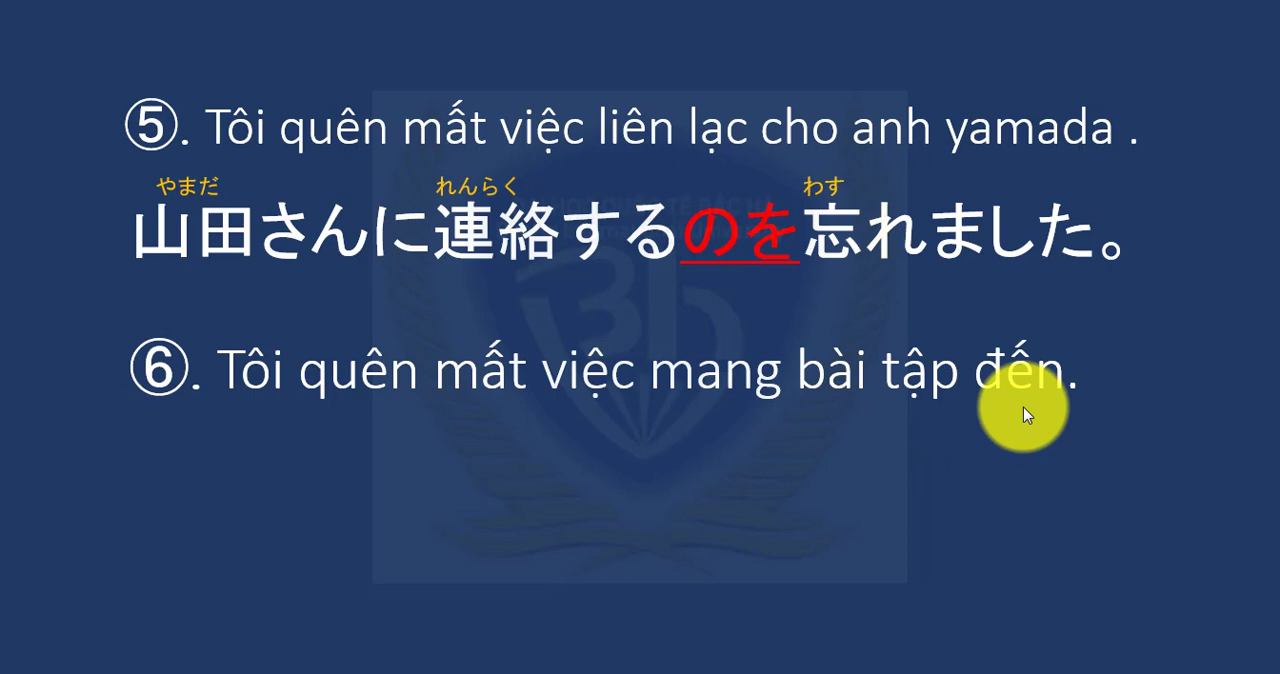 ⑤. Tôi quên mất việc liên lạc cho anh yamada .
やまだ れんらく わす
山田さんに連絡するのを忘れました。
⑥. Tôi quên mất việc mang bài tập đến.